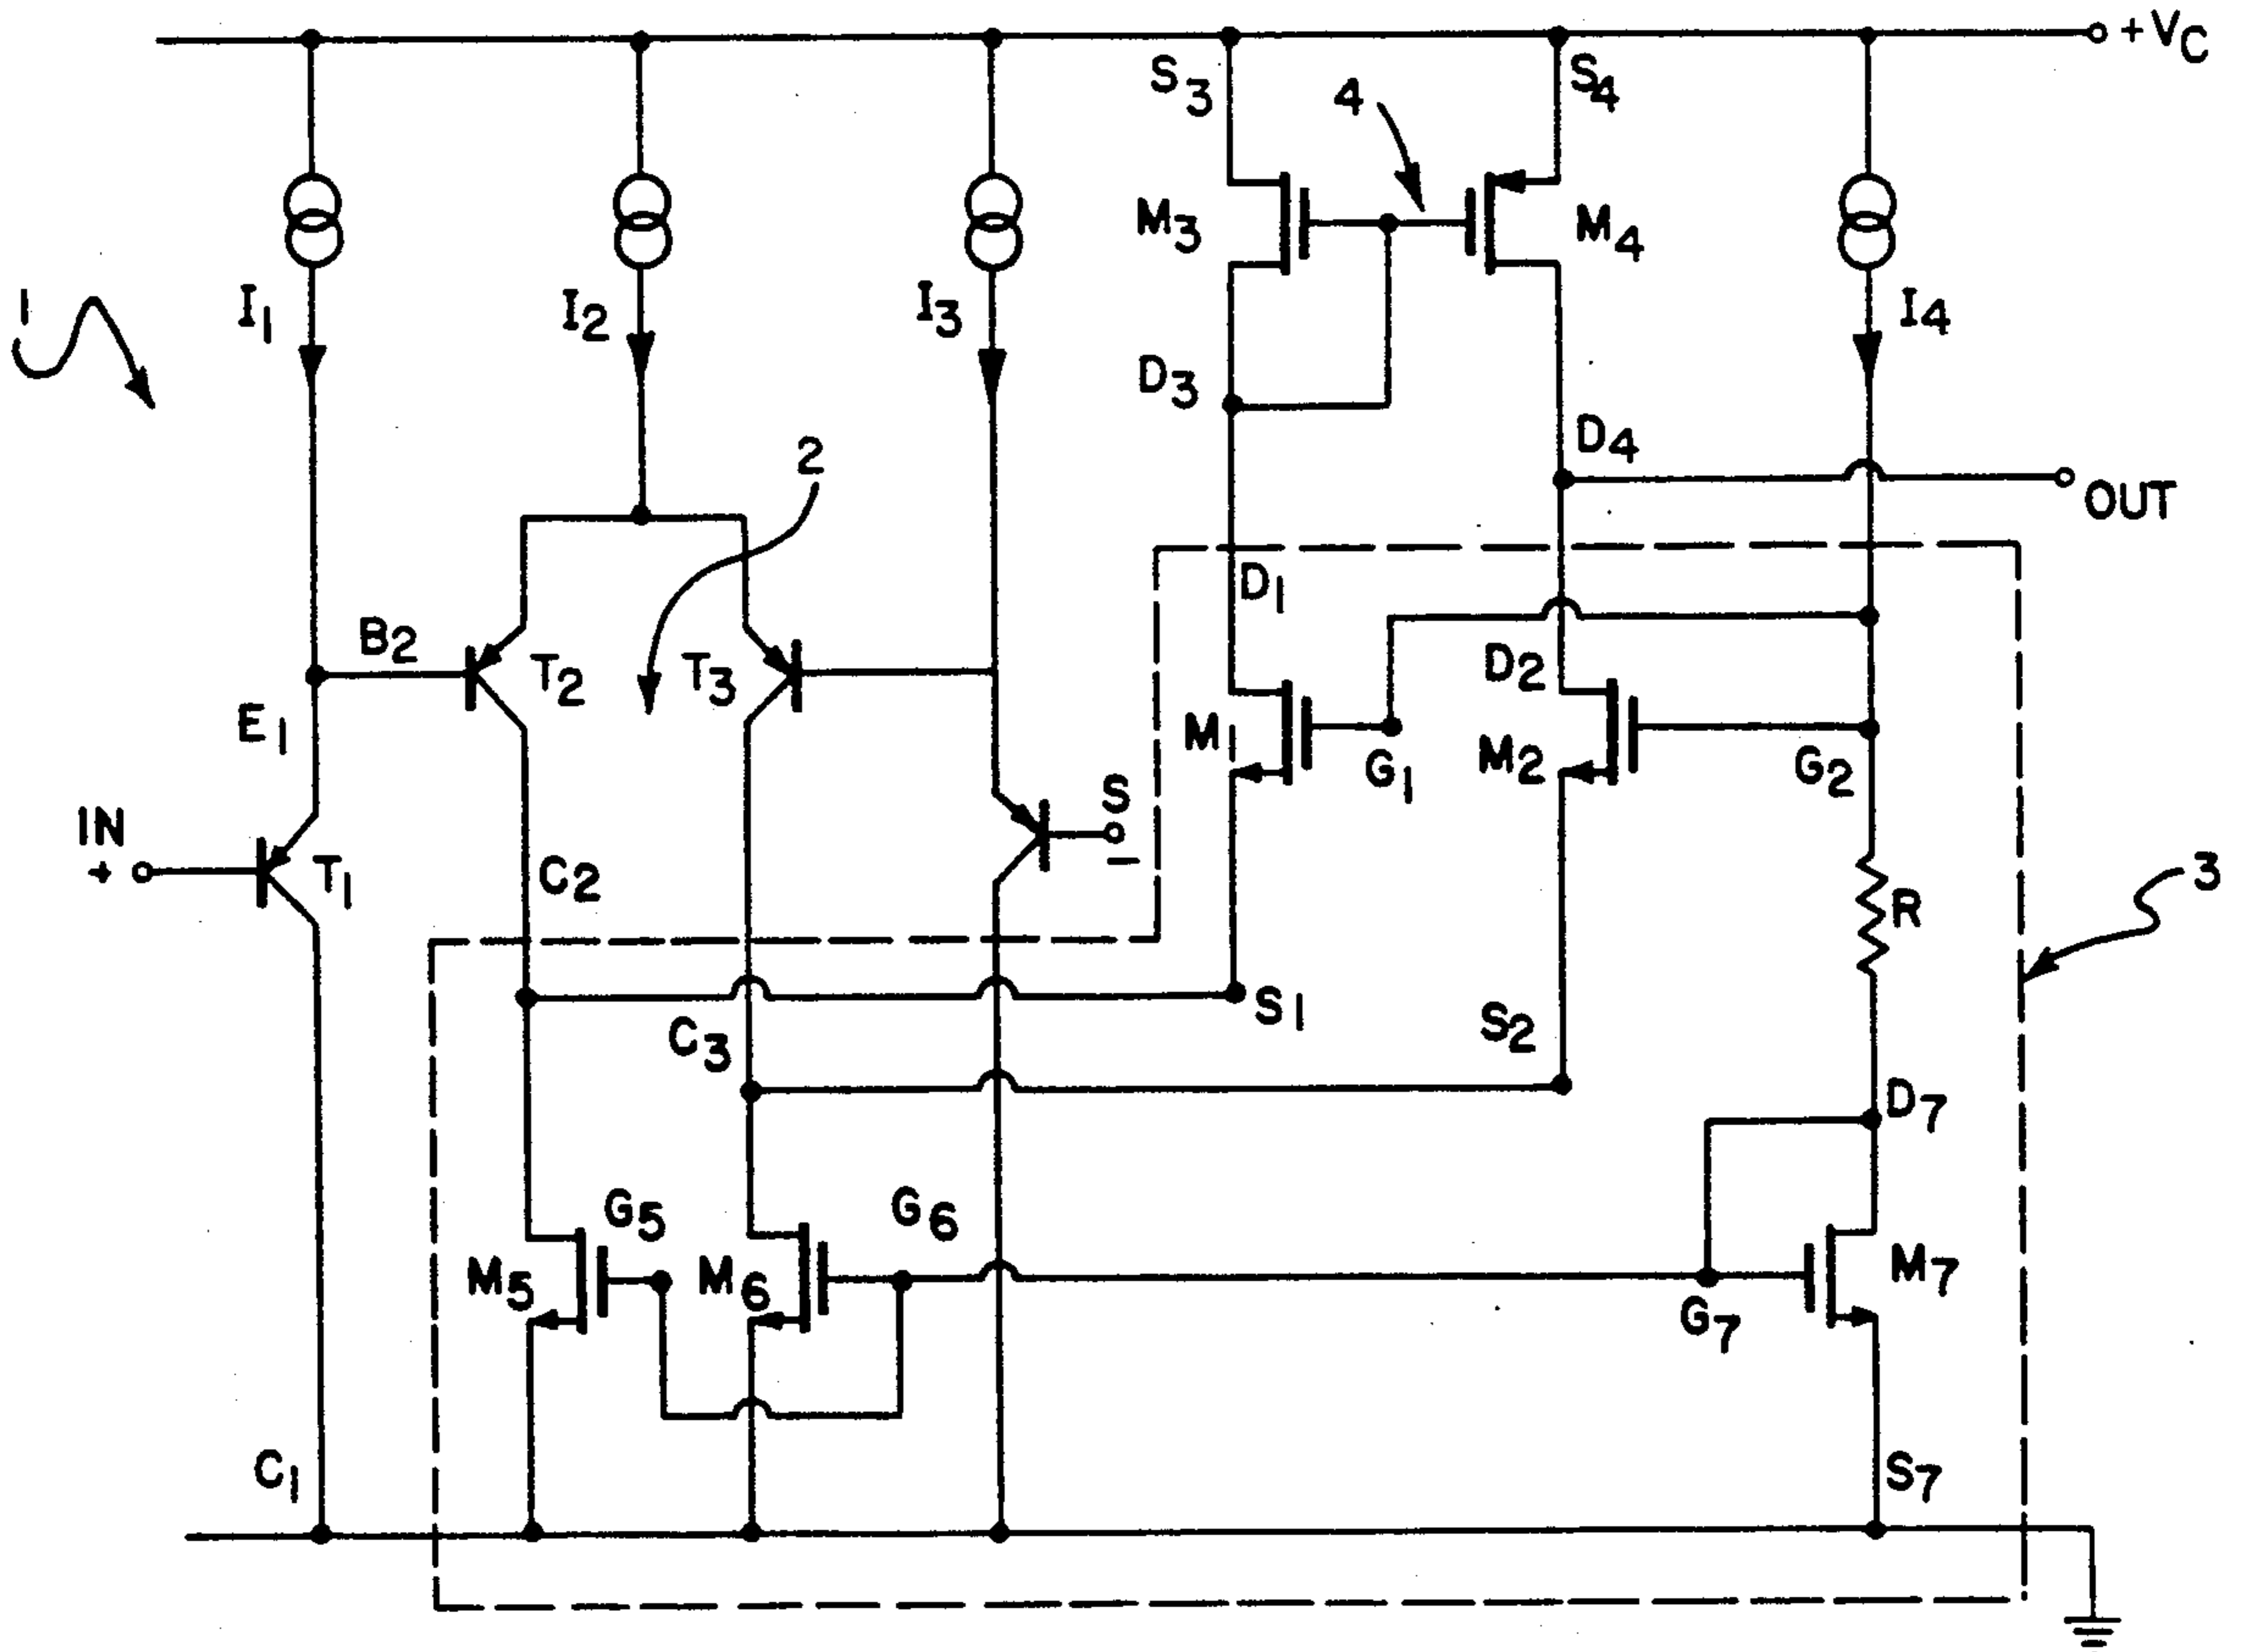 +VC
S3
4
S4
M3
M4
1
I1
I2
I3
I4
D3
2
D4
OUT
D1
B2
T2
T3
D2
E1
M1
G1
M2
G2
IN
+
T1
S
−
C2
R
3
S1
C3
S2
D7
G5
G6
M5
M6
M7
G7
C1
S7